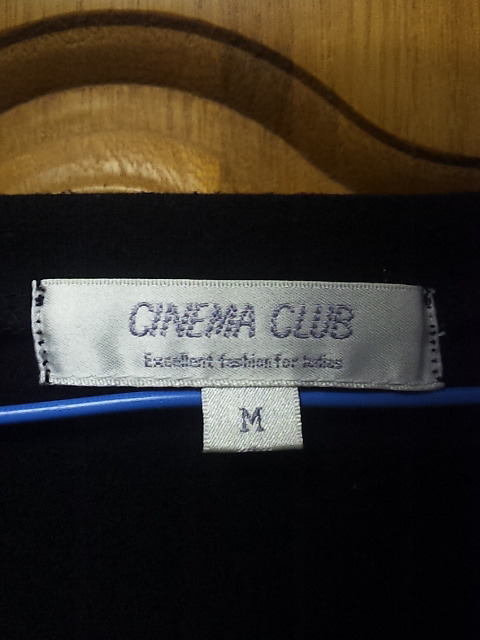 CINEMA CLUB
Excellent fashion for ladies
M